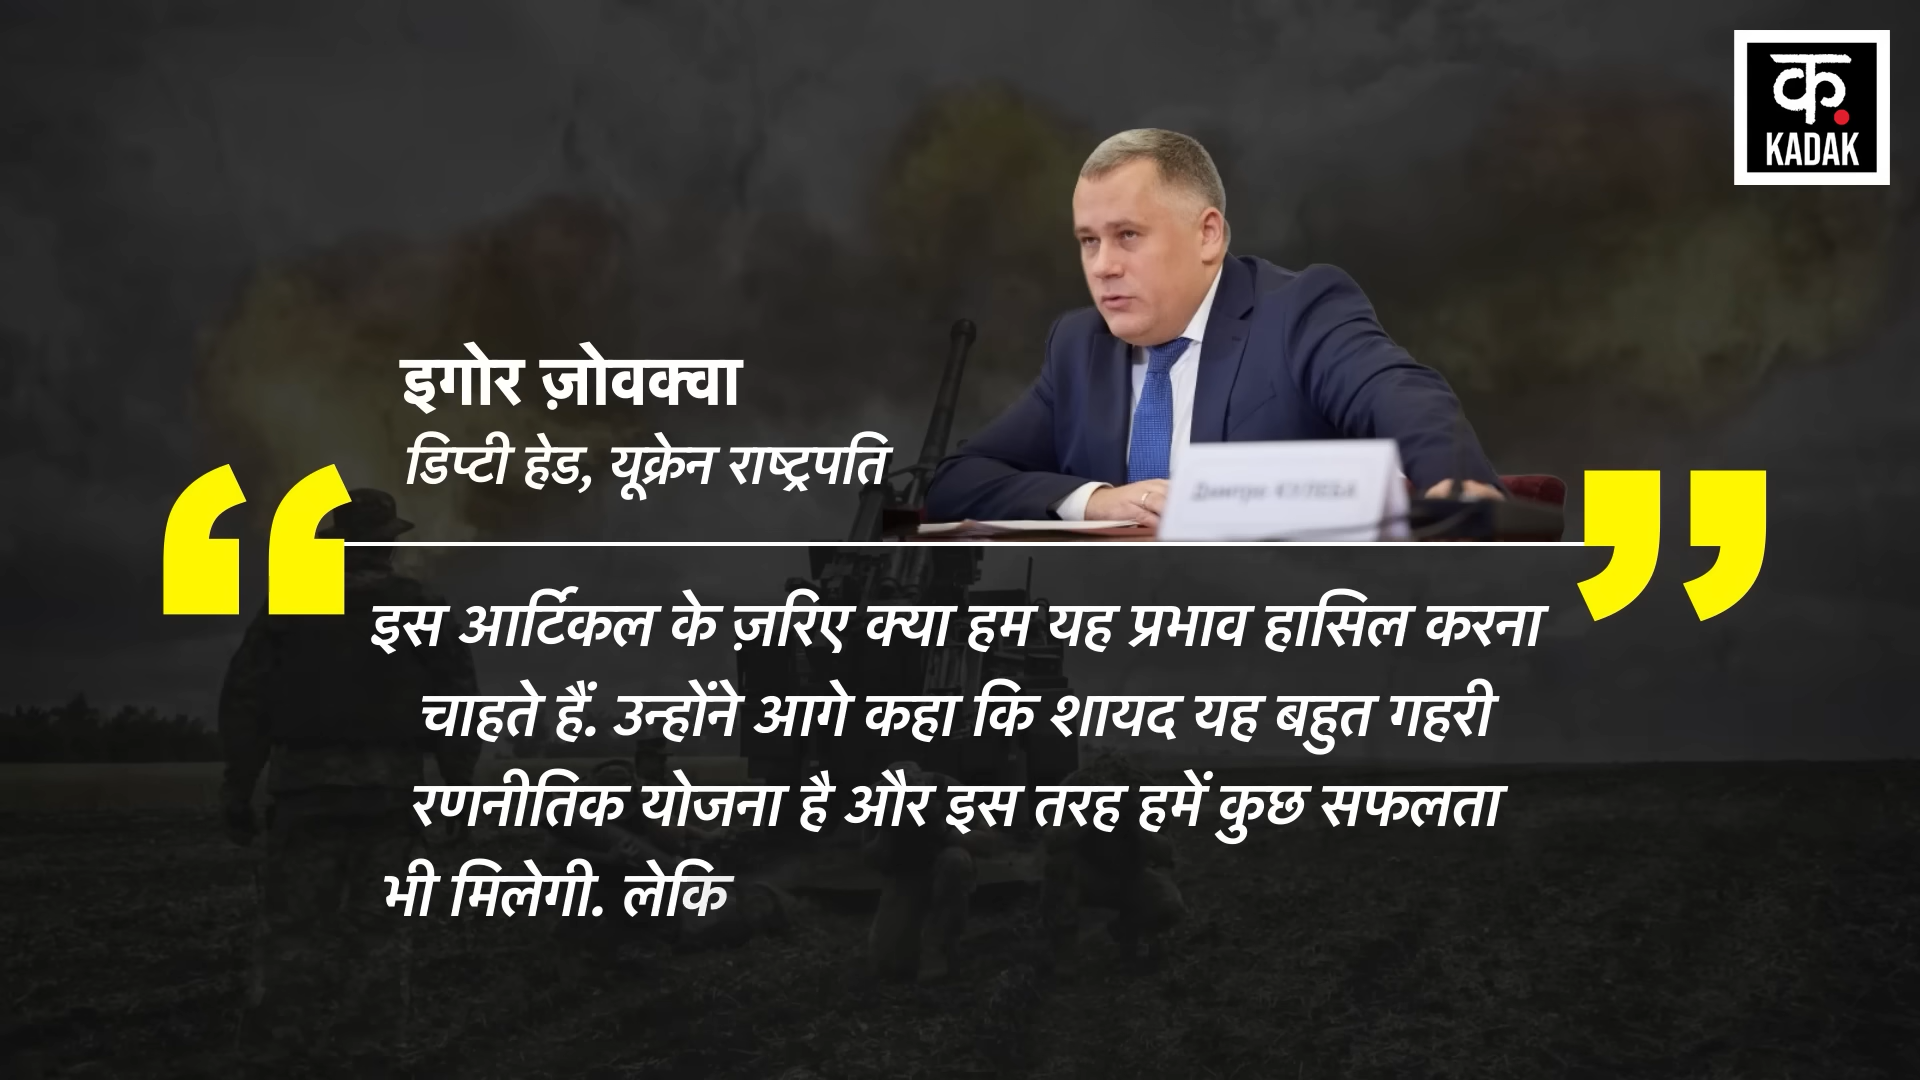 क
KADAK
इगोर ज़ोवक्वा
डिप्टी हेड, यूक्रेन राष्ट्रपति
“
”
इस आर्टिकल के ज़रिए क्या हम यह प्रभाव हासिल करना
चाहते हैं. उन्होंने आगे कहा कि शायद यह बहुत गहरी
रणनीतिक योजना है और इस तरह हमें कुछ सफलता
भी मिलेगी. लेकि